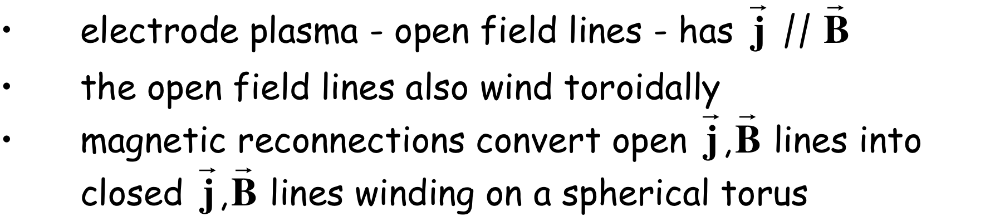 • electrode plasma - open field lines - has j⃗ // B⃗
• the open field lines also wind toroidally
• magnetic reconnections convert open j⃗,B⃗ lines into
closed j⃗,B⃗ lines winding on a spherical torus